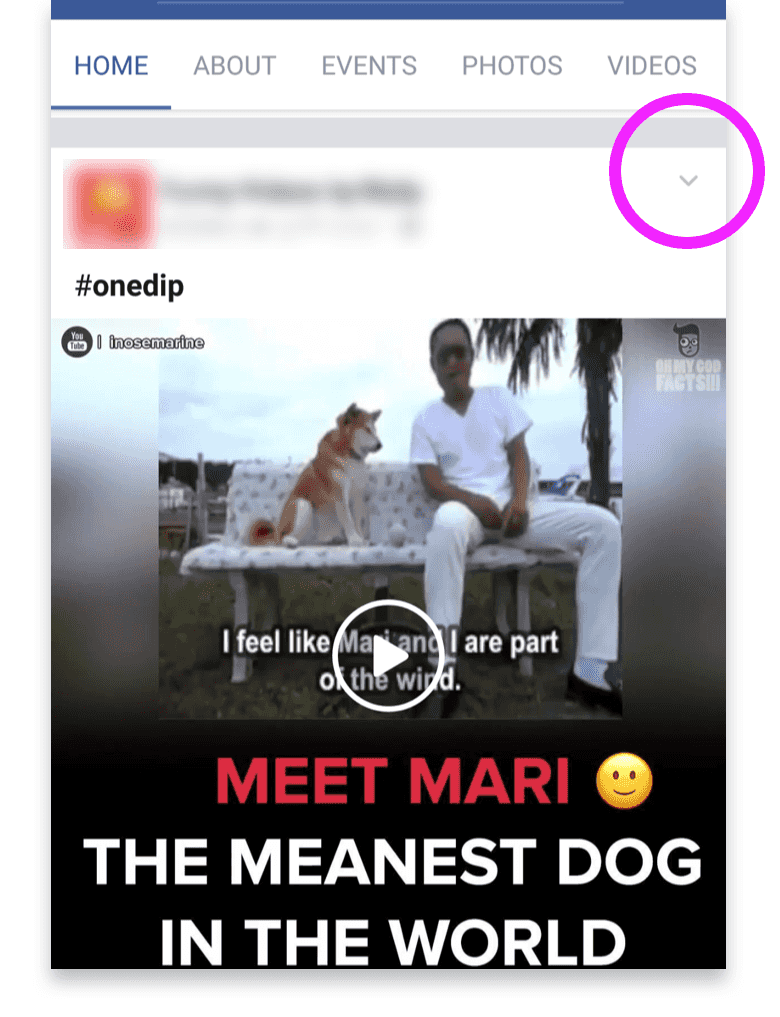 HOME ABOUT EVENTS PHOTOS VIDEOS
#onedip
You
Tube
| inosemarine
OH MY GOD
FACTS!!!
I feel like Mari and I are part
of the wind.
MEET MARI 🙂
THE MEANEST DOG
IN THE WORLD